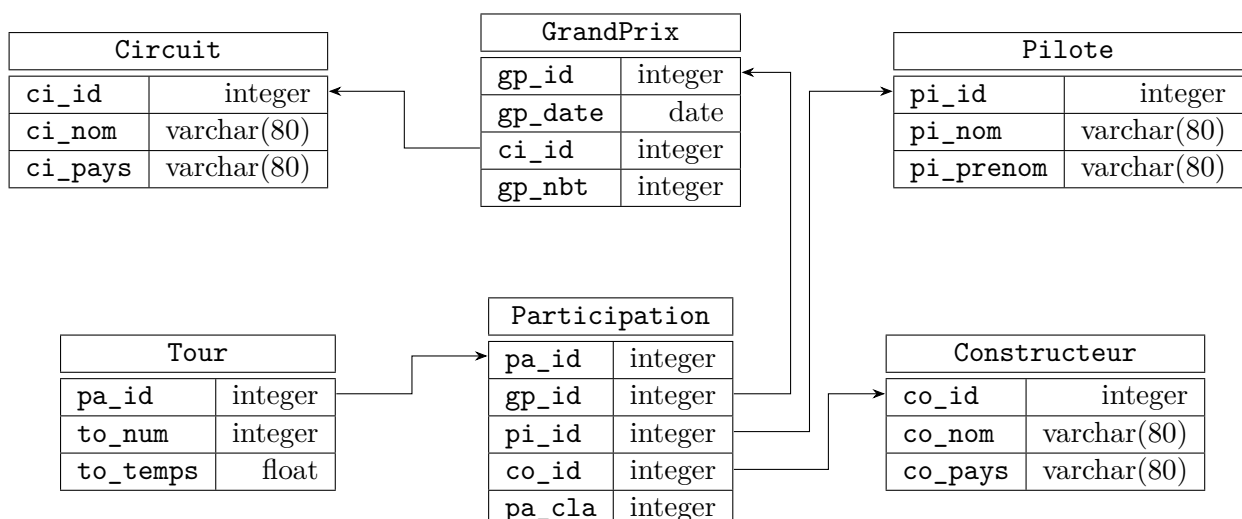 Circuit
ci_id integer
ci_nom varchar(80)
ci_pays varchar(80)
GrandPrix
gp_id integer
gp_date date
ci_id integer
gp_nbt integer
Pilote
pi_id integer
pi_nom varchar(80)
pi_prenom varchar(80)
Tour
pa_id integer
to_num integer
to_temps float
Participation
pa_id integer
gp_id integer
pi_id integer
co_id integer
pa_cla integer
Constructeur
co_id integer
co_nom varchar(80)
co_pays varchar(80)